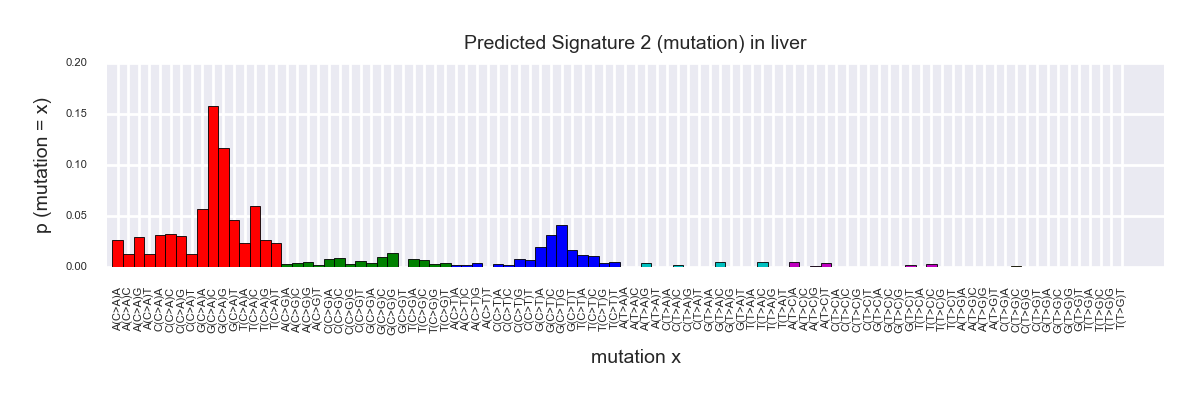 Predicted Signature 2 (mutation) in liver
p (mutation = x)
0.20
0.15
0.10
0.05
0.00
A(C>A)A
A(C>A)C
A(C>A)G
A(C>A)T
C(C>A)A
C(C>A)C
C(C>A)G
C(C>A)T
G(C>A)A
G(C>A)C
G(C>A)G
G(C>A)T
T(C>A)A
T(C>A)C
T(C>A)G
T(C>A)T
A(C>G)A
A(C>G)C
A(C>G)G
A(C>G)T
C(C>G)A
C(C>G)C
C(C>G)G
C(C>G)T
G(C>G)A
G(C>G)C
G(C>G)G
G(C>G)T
T(C>G)A
T(C>G)C
T(C>G)G
T(C>G)T
A(C>T)A
A(C>T)C
A(C>T)G
A(C>T)T
C(C>T)A
C(C>T)C
C(C>T)G
C(C>T)T
G(C>T)A
G(C>T)C
G(C>T)G
G(C>T)T
T(C>T)A
T(C>T)C
T(C>T)G
T(C>T)T
A(T>A)A
A(T>A)C
A(T>A)G
A(T>A)T
C(T>A)A
C(T>A)C
C(T>A)G
C(T>A)T
G(T>A)A
G(T>A)C
G(T>A)G
G(T>A)T
T(T>A)A
T(T>A)C
T(T>A)G
T(T>A)T
A(T>C)A
A(T>C)C
A(T>C)G
A(T>C)T
C(T>C)A
C(T>C)C
C(T>C)G
C(T>C)T
G(T>C)A
G(T>C)C
G(T>C)G
G(T>C)T
T(T>C)A
T(T>C)C
T(T>C)G
T(T>C)T
A(T>G)A
A(T>G)C
A(T>G)G
A(T>G)T
C(T>G)A
C(T>G)C
C(T>G)G
C(T>G)T
G(T>G)A
G(T>G)C
G(T>G)G
G(T>G)T
T(T>G)A
T(T>G)C
T(T>G)G
T(T>G)T
mutation x